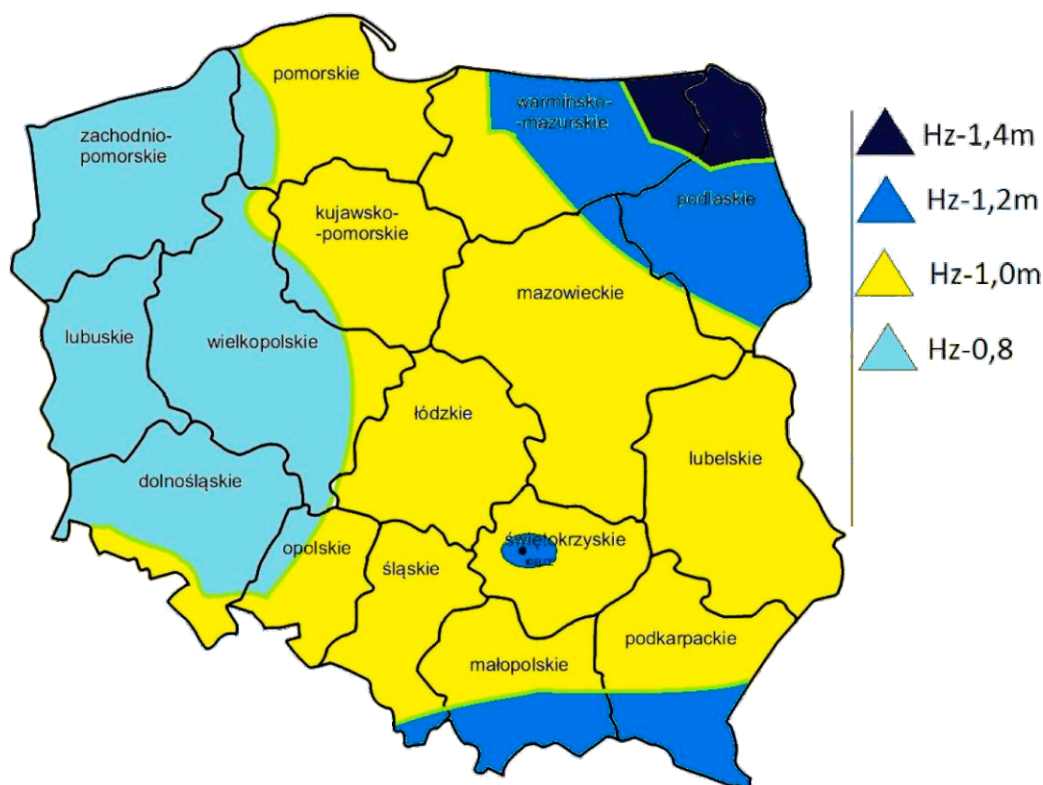 pomorskie
warmińsko-
-mazurskie
zachodnio-
pomorskie
podlaskie
kujawsko-
-pomorskie
mazowieckie
lubuskie
wielkopolskie
łódzkie
lubelskie
dolnośląskie
opolskie
świętokrzyskie
śląskie
podkarpackie
małopolskie
Hz-1,4m
Hz-1,2m
Hz-1,0m
Hz-0,8